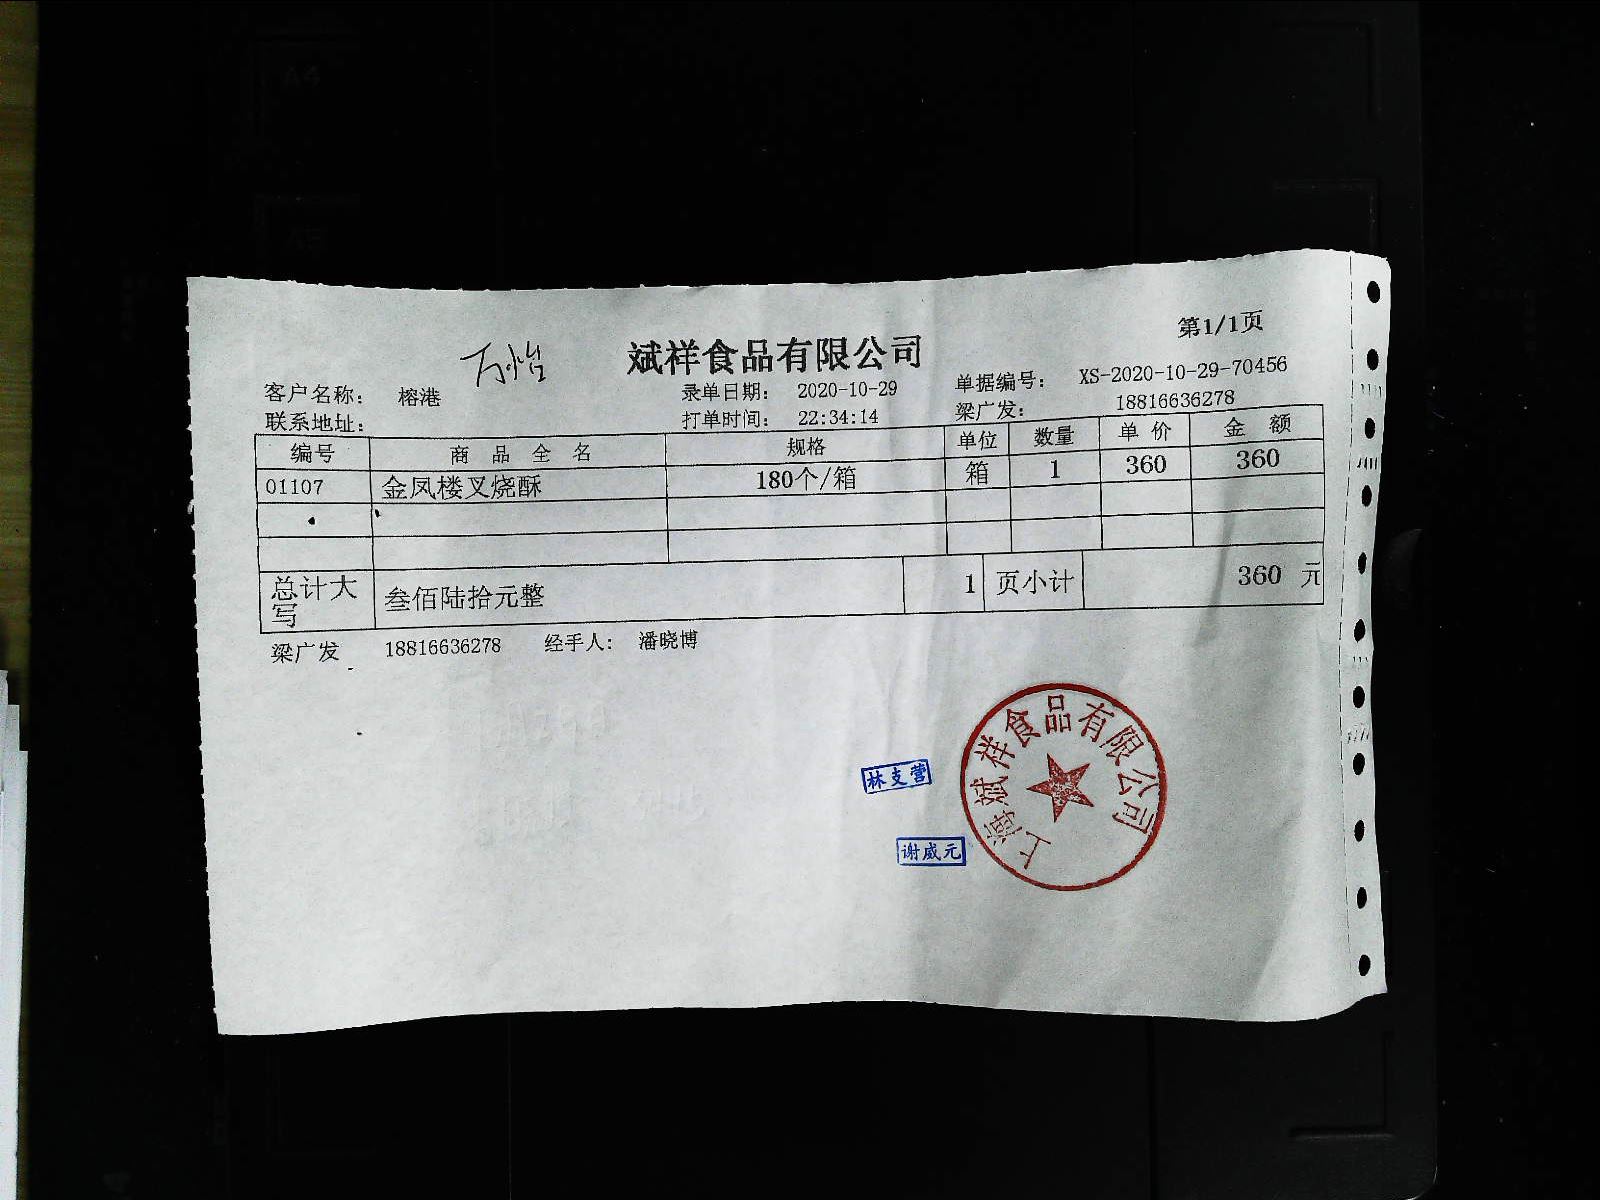 第1/1页
万怡
斌祥食品有限公司
客户名称: 榕港 录单日期: 2020-10-29 单据编号: XS-2020-10-29-70456
联系地址: 打单时间: 22:34:14 梁广发: 18816636278
编号 商品全名 规格 单位 数量 单价 金额
01107 金凤楼叉烧酥 180个/箱 箱 1 360 360
总计大写 叁佰陆拾元整 1 页小计 360 元
梁广发 18816636278 经手人: 潘晓博
上海斌祥食品有限公司
林支营
谢威元